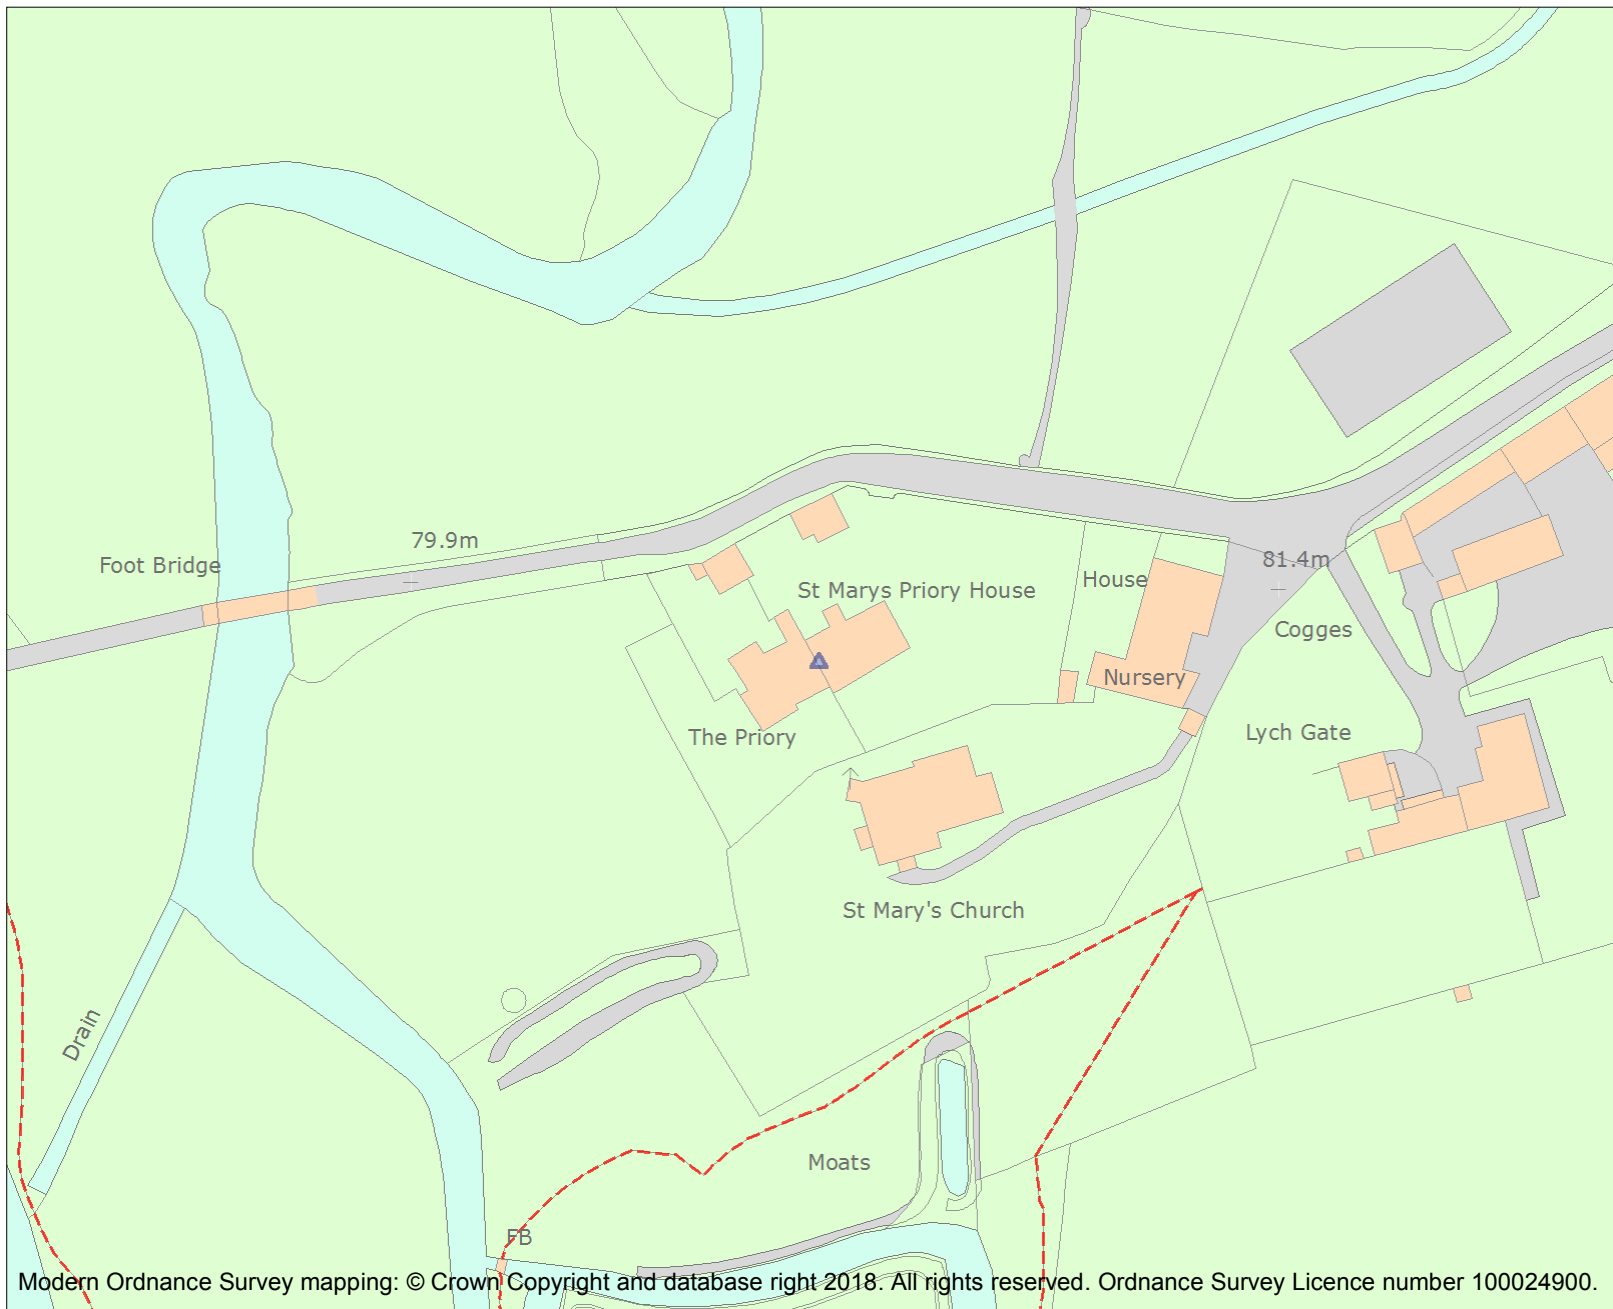 79.9m
Foot Bridge
81.4m
House
St Marys Priory House
Cogges
Nursery
Lych Gate
The Priory
St Mary's Church
Drain
Moats
FB
Modern Ordnance Survey mapping: © Crown Copyright and database right 2018. All rights reserved. Ordnance Survey Licence number 100024900.